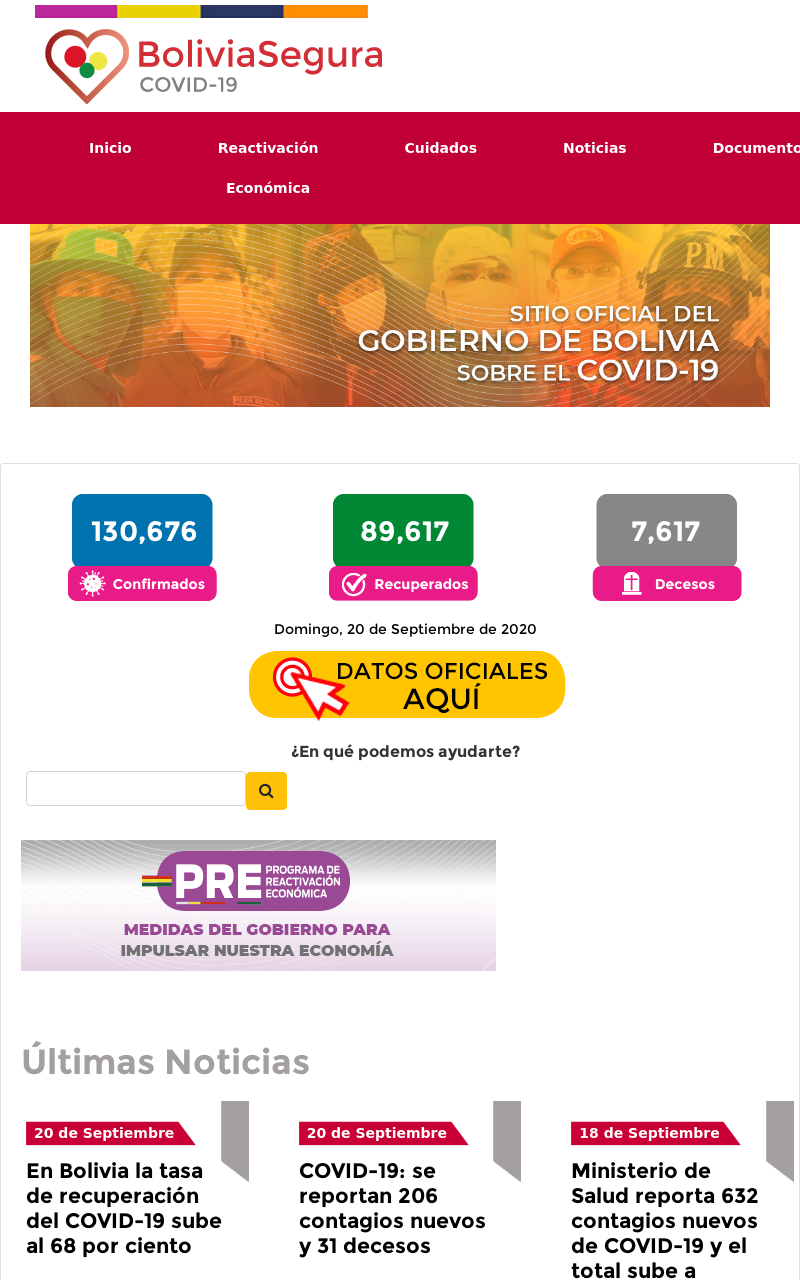 BoliviaSegura
COVID-19
Inicio
Reactivación
Económica
Cuidados
Noticias
Documento
PM
SITIO OFICIAL DEL
GOBIERNO DE BOLIVIA
SOBRE EL COVID-19
130,676
Confirmados
89,617
Recuperados
7,617
Decesos
Domingo, 20 de Septiembre de 2020
DATOS OFICIALES
AQUÍ
¿En qué podemos ayudarte?
PRE
PROGRAMA DE
REACTIVACIÓN
ECONÓMICA
MEDIDAS DEL GOBIERNO PARA
IMPULSAR NUESTRA ECONOMÍA
Últimas Noticias
20 de Septiembre
En Bolivia la tasa
de recuperación
del COVID-19 sube
al 68 por ciento
20 de Septiembre
COVID-19: se
reportan 206
contagios nuevos
y 31 decesos
18 de Septiembre
Ministerio de
Salud reporta 632
contagios nuevos
de COVID-19 y el
total sube a